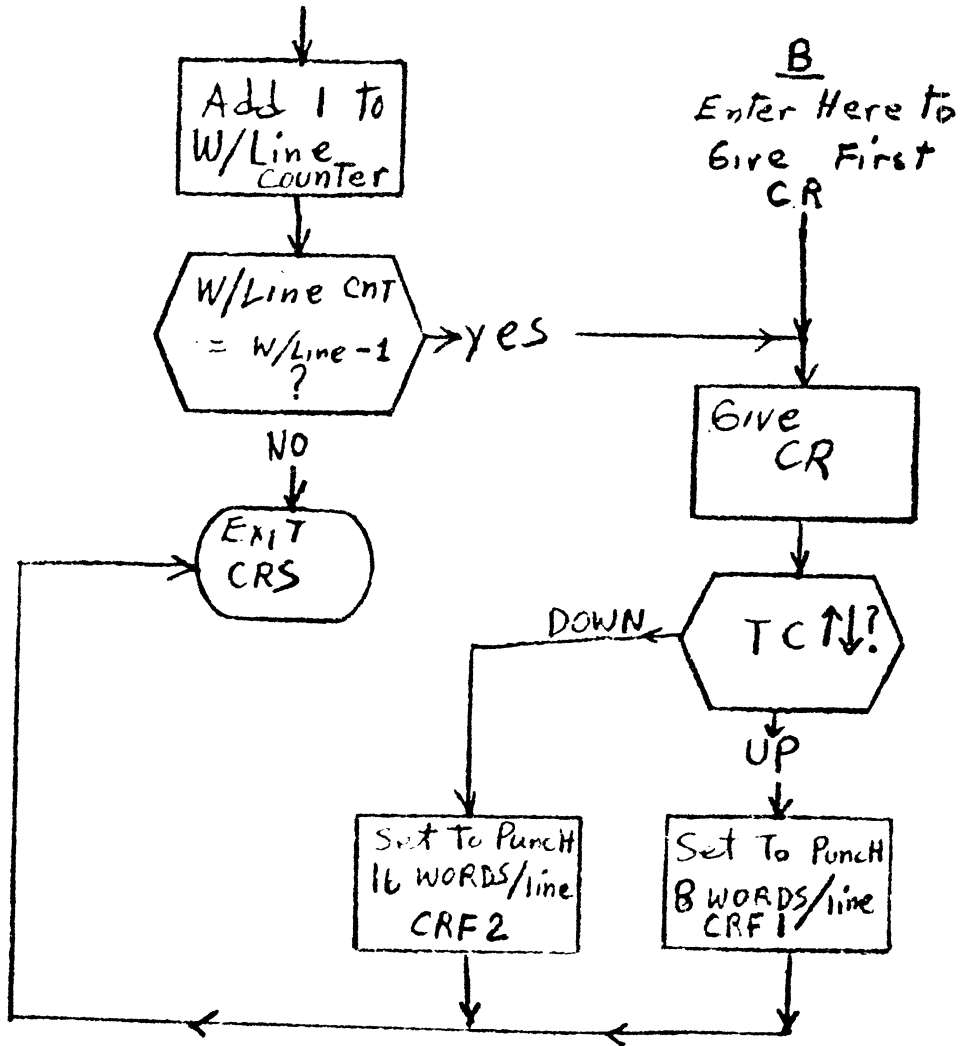 Add 1 To
W/Line
Counter
B
Enter Here to
Give First
CR
W/Line CnT
= W/Line-1
?
yes
NO
Give
CR
ExiT
CRS
DOWN
TC ↑↓?
UP
Set To PuncH
16 WORDS/line
CRF2
Set To PuncH
8 WORDS/line
CRF1